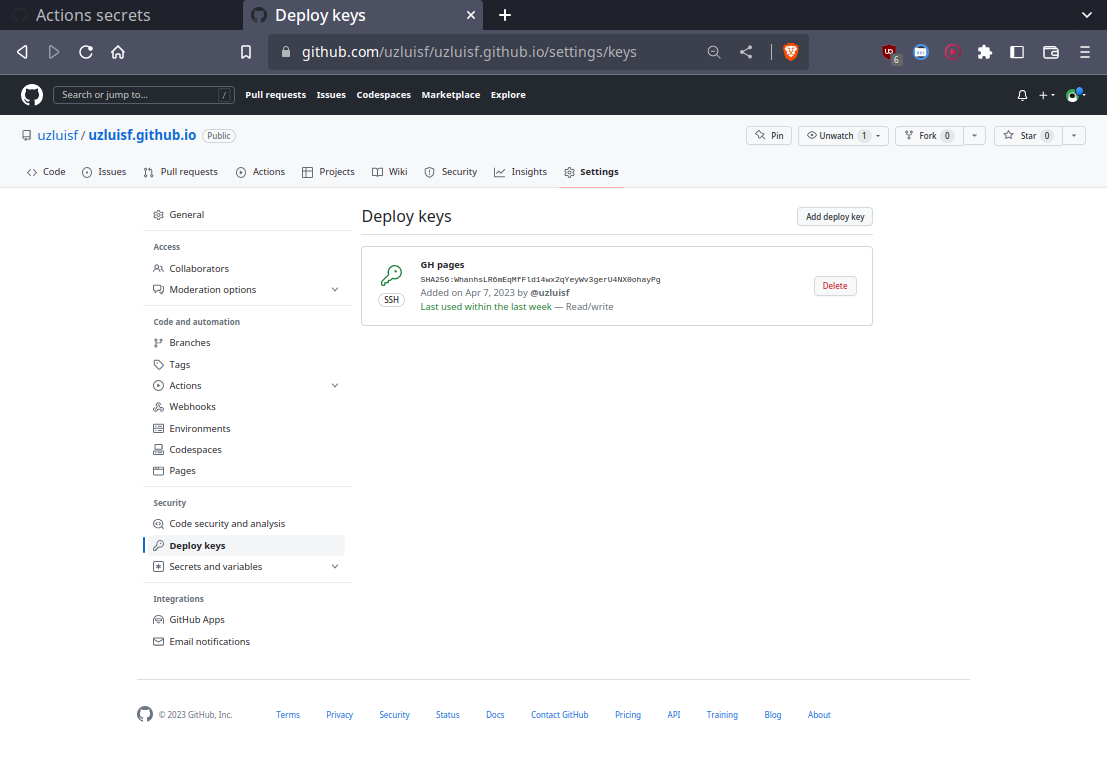 Actions secrets
Deploy keys
github.com/uzluisf/uzluisf.github.io/settings/keys
6
Search or jump to... /
Pull requests Issues Codespaces Marketplace Explore
uzluisf / uzluisf.github.io Public
Pin Unwatch 1 Fork 0 Star 0
Code Issues Pull requests Actions Projects Wiki Security Insights Settings
General
Access
Collaborators
Moderation options
Code and automation
Branches
Tags
Actions
Webhooks
Environments
Codespaces
Pages
Security
Code security and analysis
Deploy keys
Secrets and variables
Integrations
GitHub Apps
Email notifications
Deploy keys
Add deploy key
SSH
GH pages
SHA256:WhanhsLR6mEqMfFld14wx2qYeyWv3gerU4NX0ohayPg
Added on Apr 7, 2023 by @uzluisf
Last used within the last week — Read/write
Delete
© 2023 GitHub, Inc. Terms Privacy Security Status Docs Contact GitHub Pricing API Training Blog About